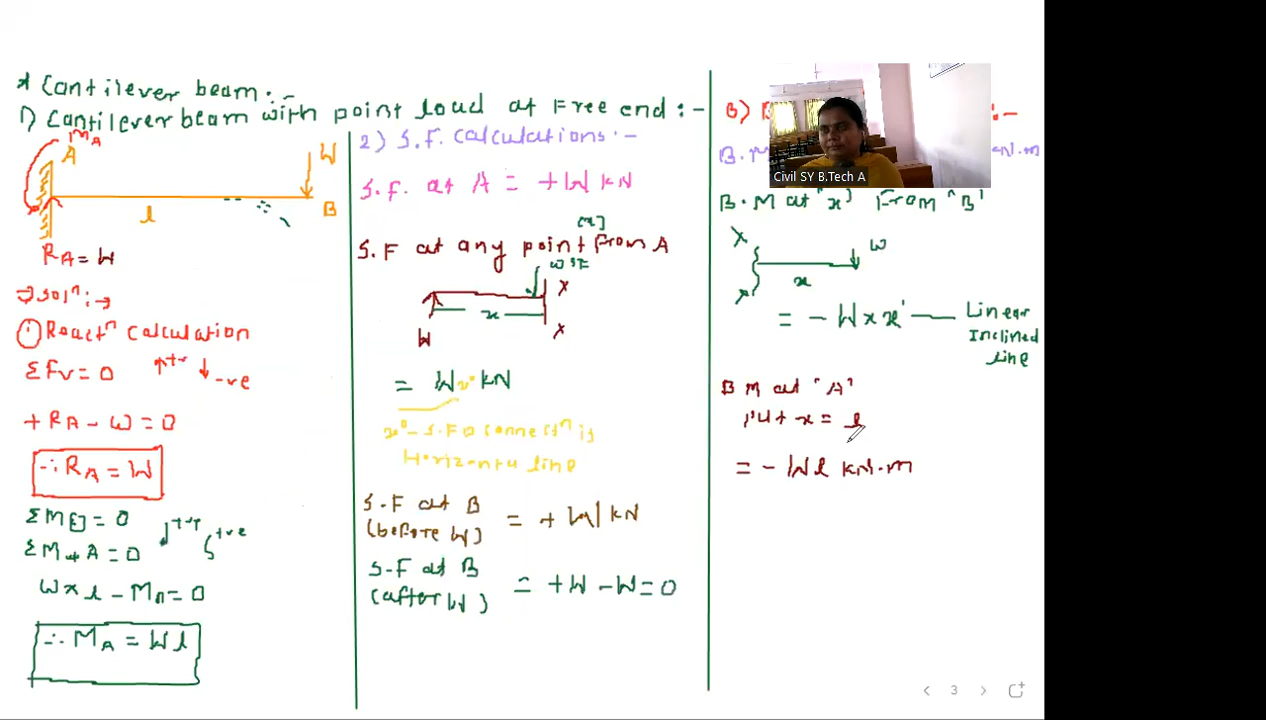 * Cantilever beam:-
1) Cantilever beam with point load at Free end :-
MA
A
W
B
l
RA = W
⇒ Solⁿ: →
① Reactⁿ calculation
ΣFv = 0 ↑+ve ↓-ve
+ RA - W = 0
∴ RA = W
ΣM = 0
ΣM at A = 0
W x l - MA = 0
∴ MA = Wl
2) S.F. calculations :-
S.F. at A = +W kN
S.F at any point from A
[x]
W
x
X
X
W
= W x⁰ kN
x⁰ - S.F.D connectⁿ is
Horizontal line
S.F at B
(before W) = + W kN
S-F at B
(after W) = +W - W = 0
B.M at "x" From "B"
X
X
W
x
= - W x x' — Linear
Inclined
line
B M at "A"
put x = l
= - Wl kN.m
Civil SY B.Tech A
3